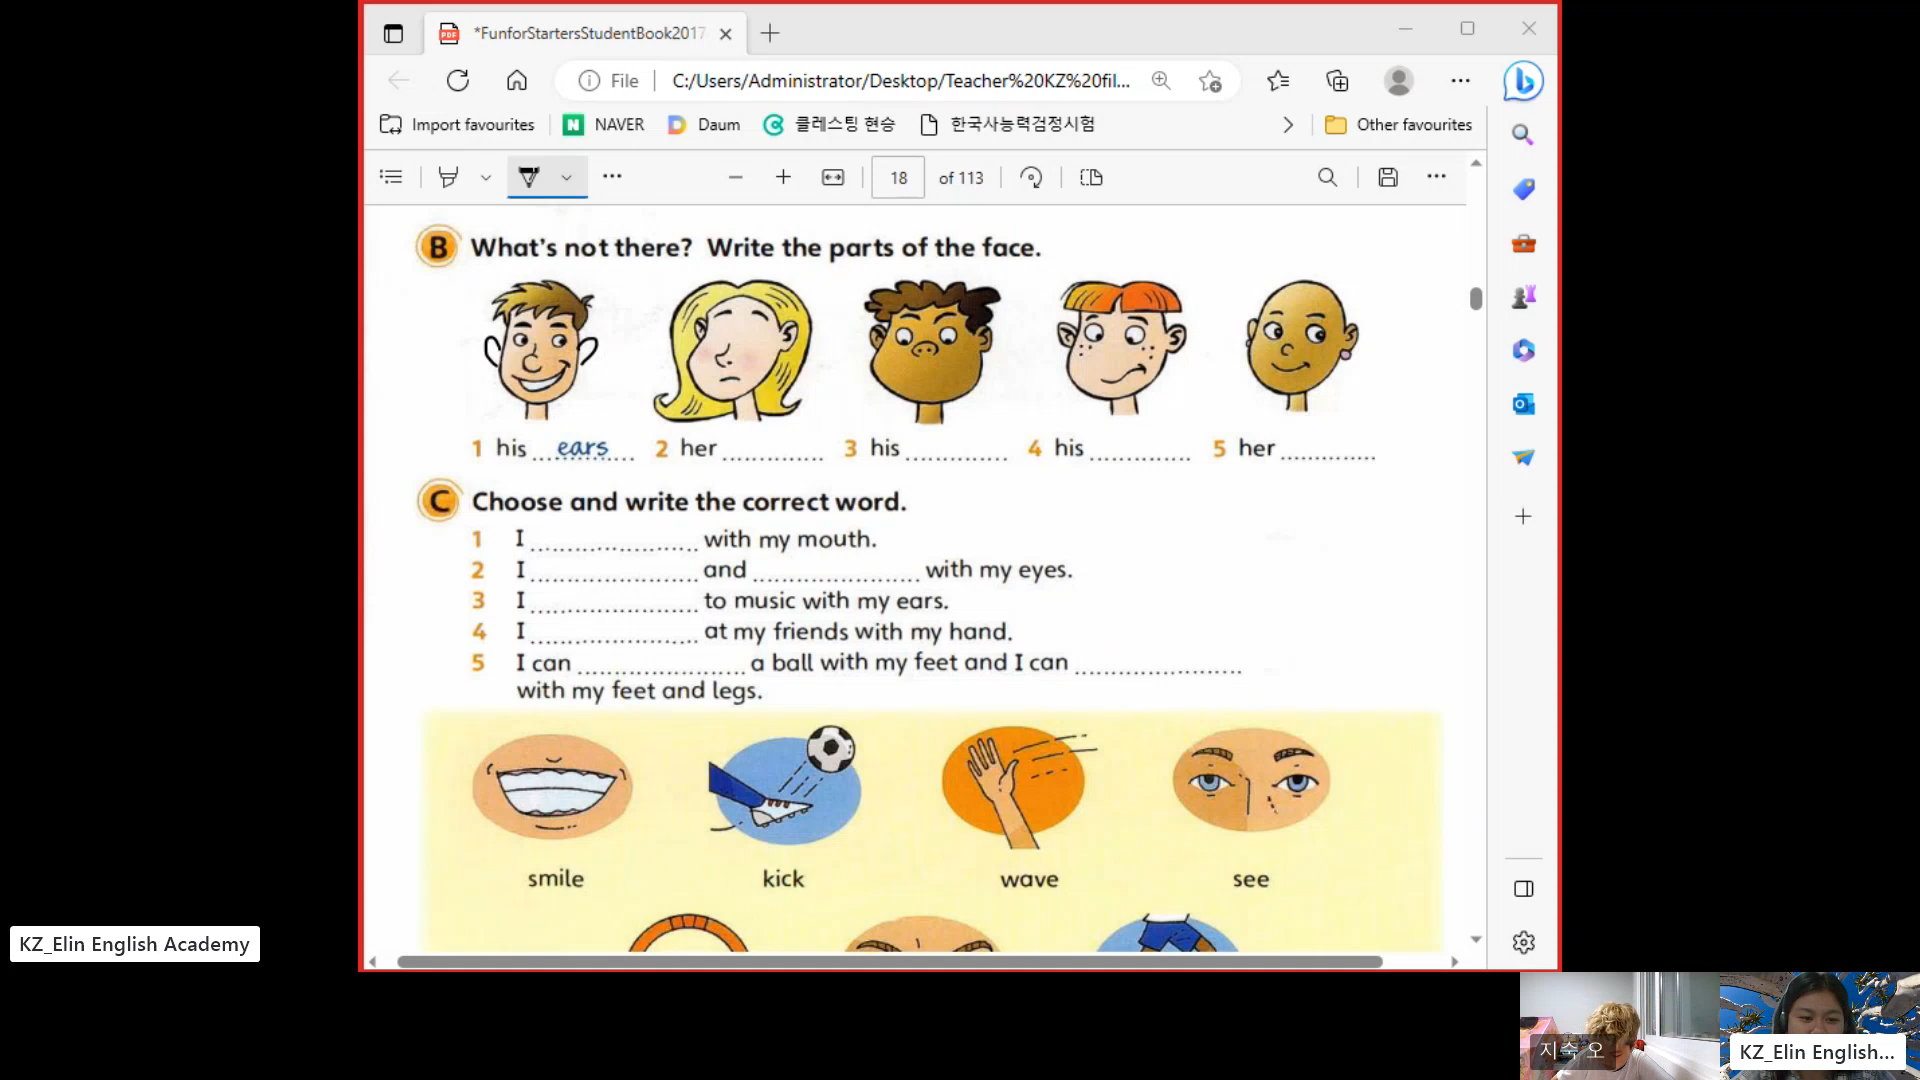 *FunforStartersStudentBook2017
File
C:/Users/Administrator/Desktop/Teacher%20KZ%20fil...
Import favourites
NAVER
Daum
클레스팅 현승
한국사능력검정시험
Other favourites
18 of 113
B What's not there? Write the parts of the face.
1 his ears 2 her 3 his 4 his 5 her
C Choose and write the correct word.
1 I .................... with my mouth.
2 I .................... and .................... with my eyes.
3 I .................... to music with my ears.
4 I .................... at my friends with my hand.
5 I can .................... a ball with my feet and I can ....................
with my feet and legs.
smile kick wave see
KZ_Elin English Academy
지숙 오
KZ_Elin English...